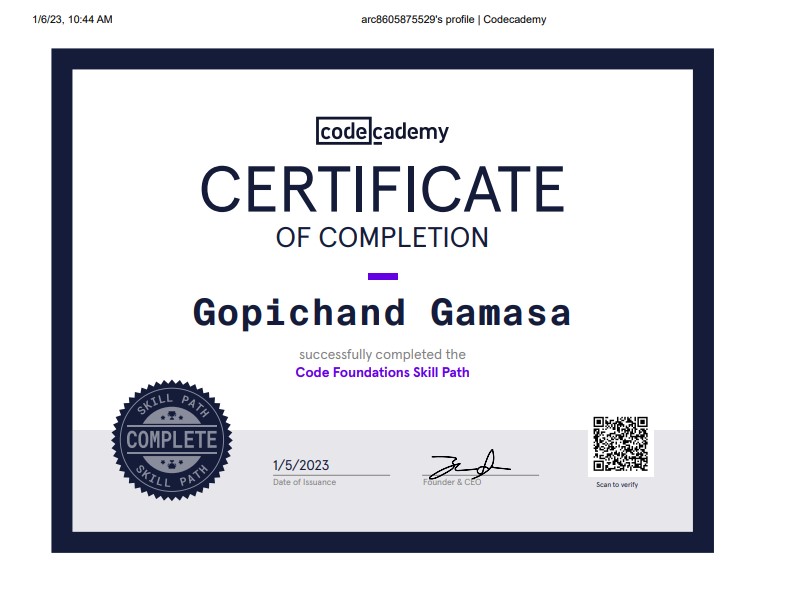 1/6/23, 10:44 AM arc8605875529's profile | Codecademy
codecademy
CERTIFICATE
OF COMPLETION
Gopichand Gamasa
successfully completed the
Code Foundations Skill Path
SKILL PATH
COMPLETE
SKILL PATH
1/5/2023
Date of Issuance
Founder & CEO
Scan to verify